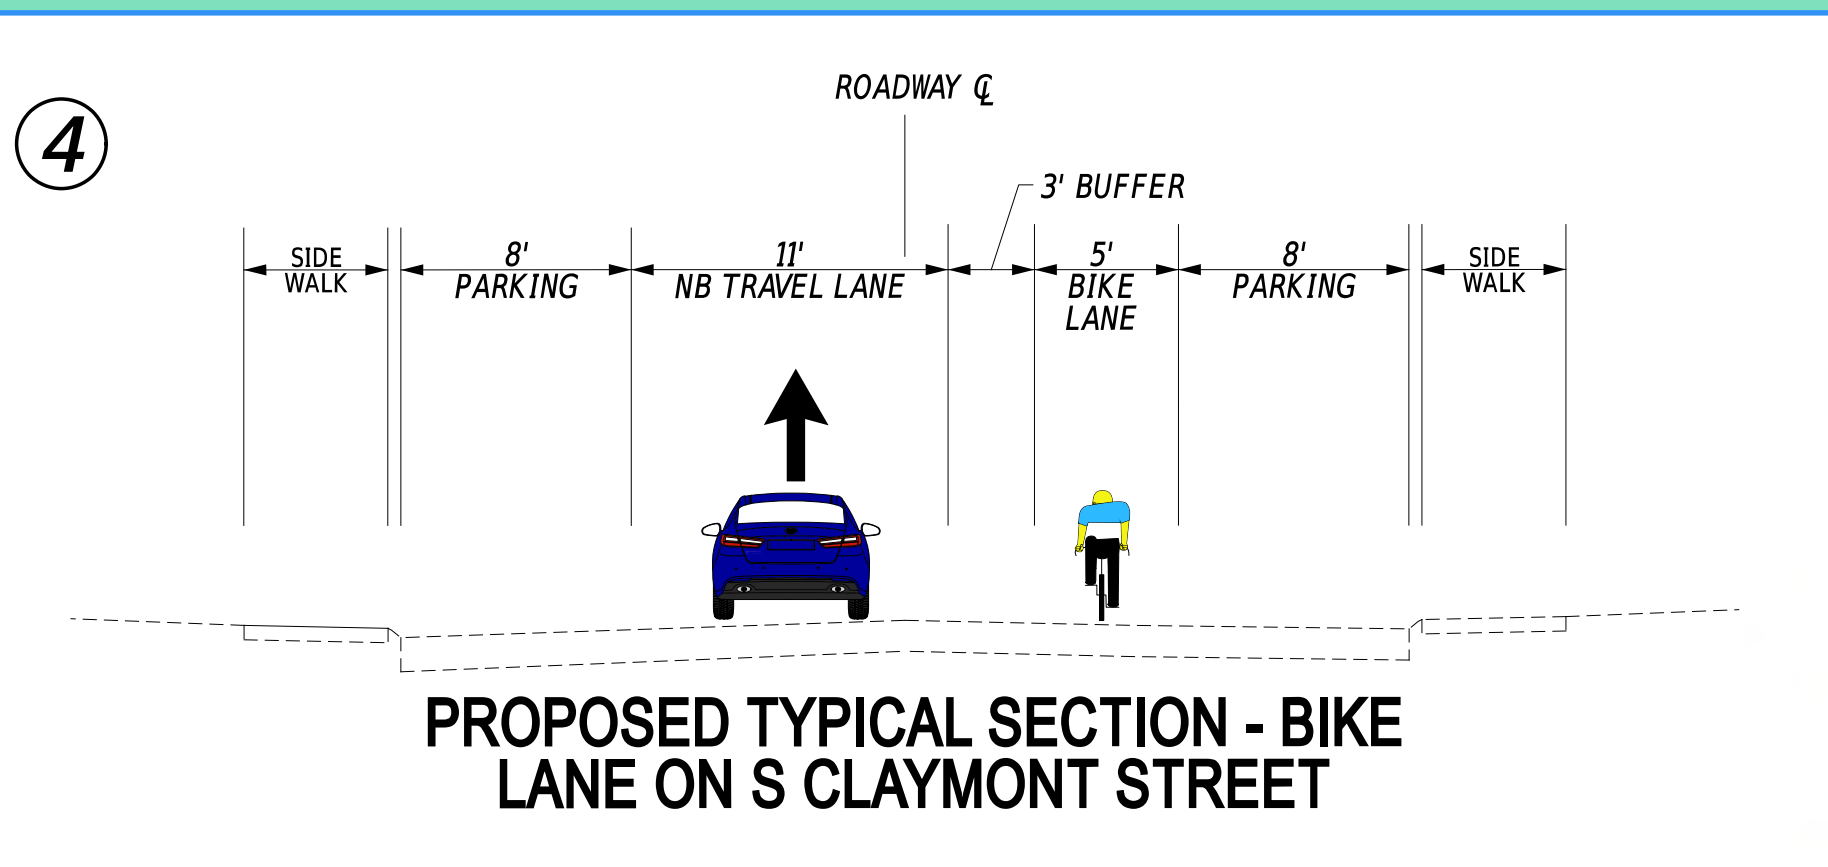 ROADWAY ℄
4
3' BUFFER
SIDE
WALK
8'
PARKING
11'
NB TRAVEL LANE
5'
BIKE
LANE
8'
PARKING
SIDE
WALK
PROPOSED TYPICAL SECTION - BIKE
LANE ON S CLAYMONT STREET